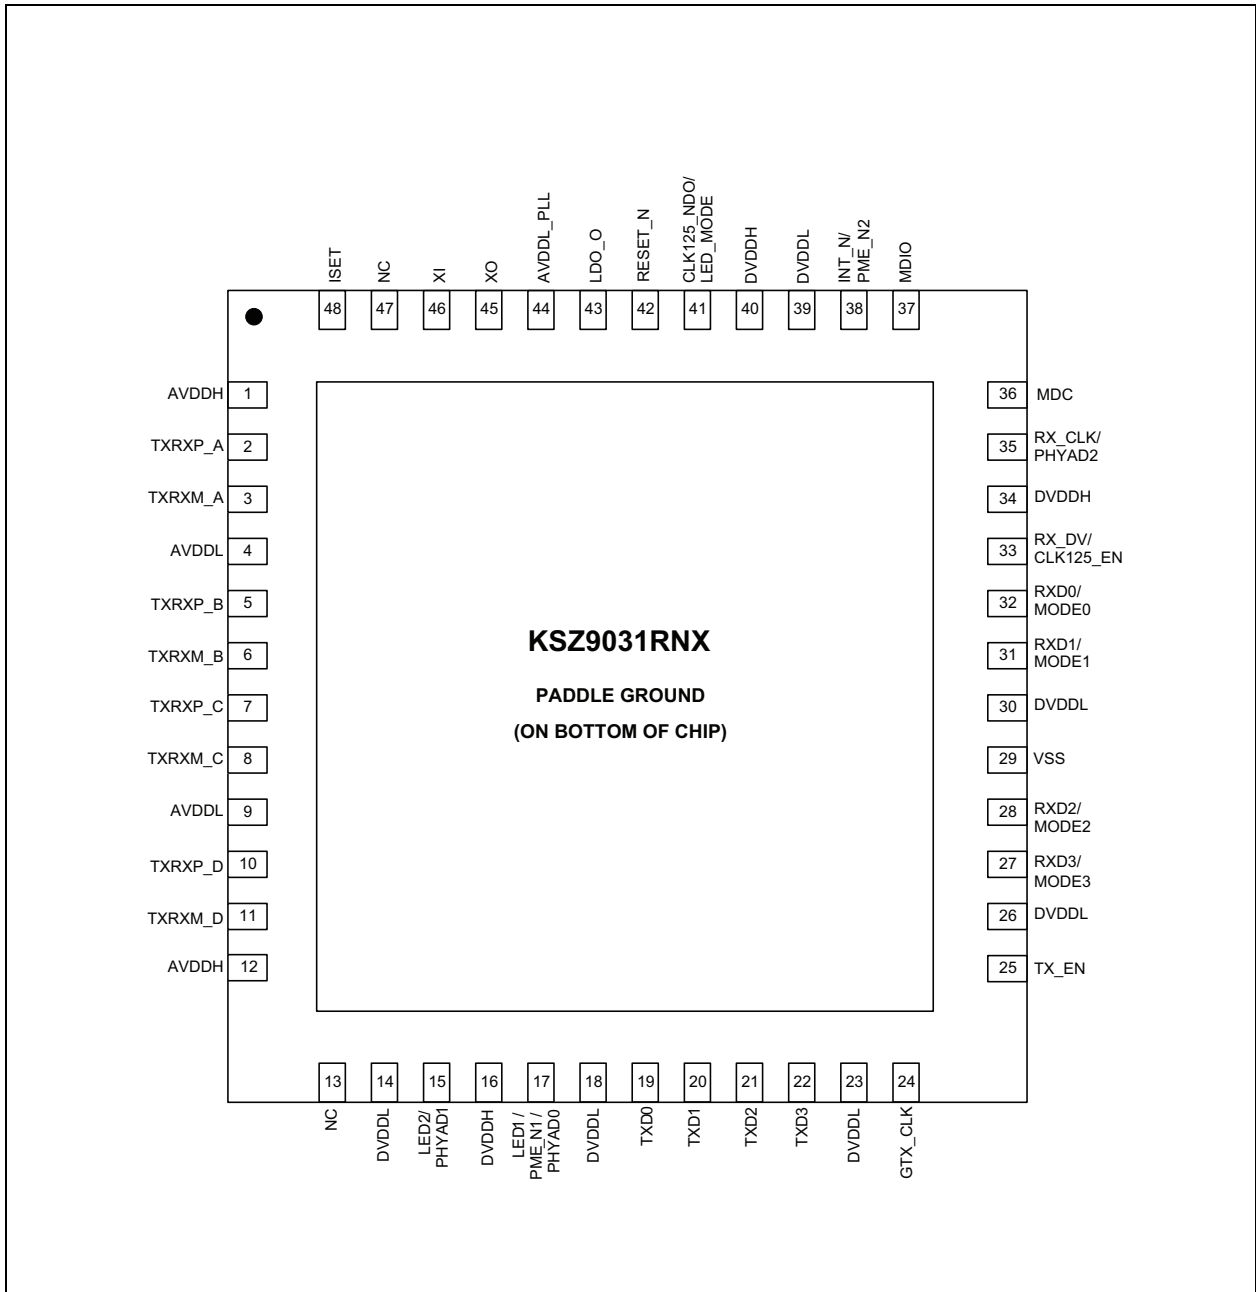 ISET
NC
XI
XO
AVDDL_PLL
LDO_O
RESET_N
CLK125_NDO/
LED_MODE
DVDDH
DVDDL
INT_N/
PME_N2
MDIO
48
47
46
45
44
43
42
41
40
39
38
37
AVDDH 1
TXRXP_A 2
TXRXM_A 3
AVDDL 4
TXRXP_B 5
TXRXM_B 6
TXRXP_C 7
TXRXM_C 8
AVDDL 9
TXRXP_D 10
TXRXM_D 11
AVDDH 12
KSZ9031RNX
PADDLE GROUND
(ON BOTTOM OF CHIP)
36 MDC
35 RX_CLK/
PHYAD2
34 DVDDH
33 RX_DV/
CLK125_EN
32 RXD0/
MODE0
31 RXD1/
MODE1
30 DVDDL
29 VSS
28 RXD2/
MODE2
27 RXD3/
MODE3
26 DVDDL
25 TX_EN
13
14
15
16
17
18
19
20
21
22
23
24
NC
DVDDL
LED2/
PHYAD1
DVDDH
LED1 /
PME_N1 /
PHYAD0
DVDDL
TXD0
TXD1
TXD2
TXD3
DVDDL
GTX_CLK